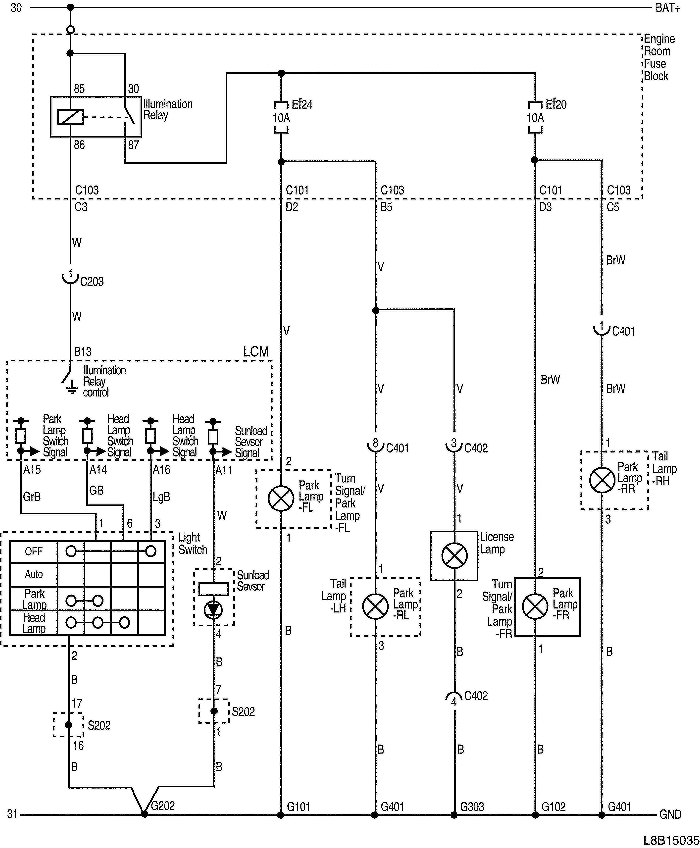 30
BAT+
Engine
Room
Fuse
Block
85
30
Illumination
Relay
86
87
Ef24
10A
Ef20
10A
C103
C3
C101
D2
C103
B5
C101
D3
C103
C5
W
C203
W
V
V
BrW
1
C401
BrW
BrW
B13
LCM
Illumination
Relay
control
Park
Lamp
Switch
Signal
Head
Lamp
Switch
Signal
Head
Lamp
Switch
Signal
Sunload
Sevsor
Signal
A15
A14
A16
A11
GrB
GB
LgB
W
V
V
8
C401
3
C402
V
V
2
Park
Lamp
-FL
Turn
Signal/
Park
Lamp
-FL
1
1
Park
Lamp
-RR
Tail
Lamp
-RH
3
1
6
3
Light
Switch
OFF
Auto
Park
Lamp
Head
Lamp
2
2
Sunload
Sevsor
4
1
License
Lamp
2
Tail
Lamp
-LH
1
Park
Lamp
-RL
3
Turn
Signal/
Park
Lamp
-FR
2
Park
Lamp
-FR
1
B
B
B
B
B
B
17
S202
16
7
S202
1
4
C402
B
B
B
B
B
B
31
G202
G101
G401
G303
G102
G401
GND
L8B15035